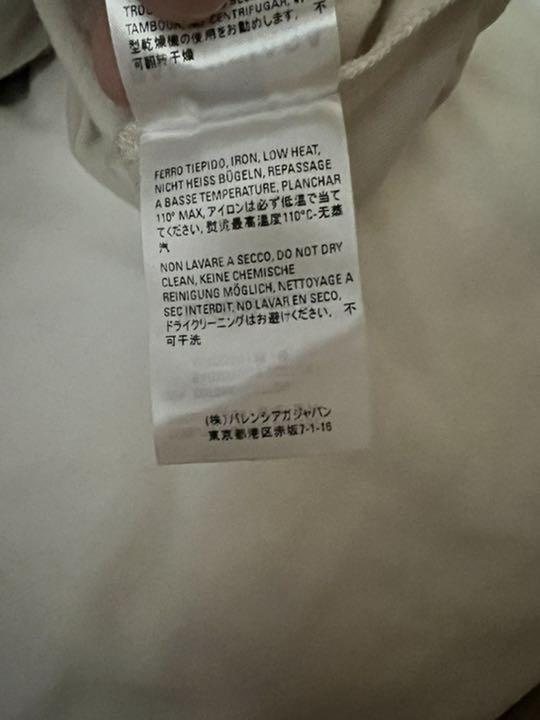 TAMBOUR, CENTRIFUGAR,
型乾燥機の使用をお勧めします. 不
可翻转干燥
FERRO TIEPIDO, IRON, LOW HEAT,
NICHT HEISS BÜGELN, REPASSAGE
A BASSE TEMPERATURE, PLANCHAR
110° MAX, アイロンは必ず低温で当て
てください. 熨烫最高温度110°C-无蒸
汽
NON LAVARE A SECCO, DO NOT DRY
CLEAN, KEINE CHEMISCHE
REINIGUNG MÖGLICH, NETTOYAGE A
SEC INTERDIT, NO LAVAR EN SECO,
ドライクリーニングはお避けください. 不
可干洗
(株)バレンシアガジャパン
東京都港区赤坂7-1-16